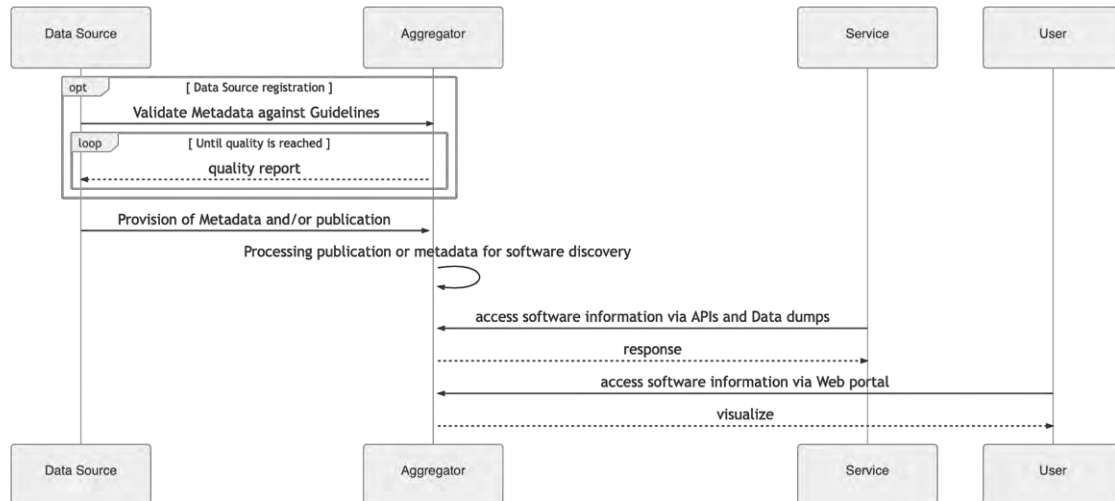 Data Source
Aggregator
Service
User
opt
[ Data Source registration ]
Validate Metadata against Guidelines
loop
[ Until quality is reached ]
quality report
Provision of Metadata and/or publication
Processing publication or metadata for software discovery
access software information via APIs and Data dumps
response
access software information via Web portal
visualize
Data Source
Aggregator
Service
User